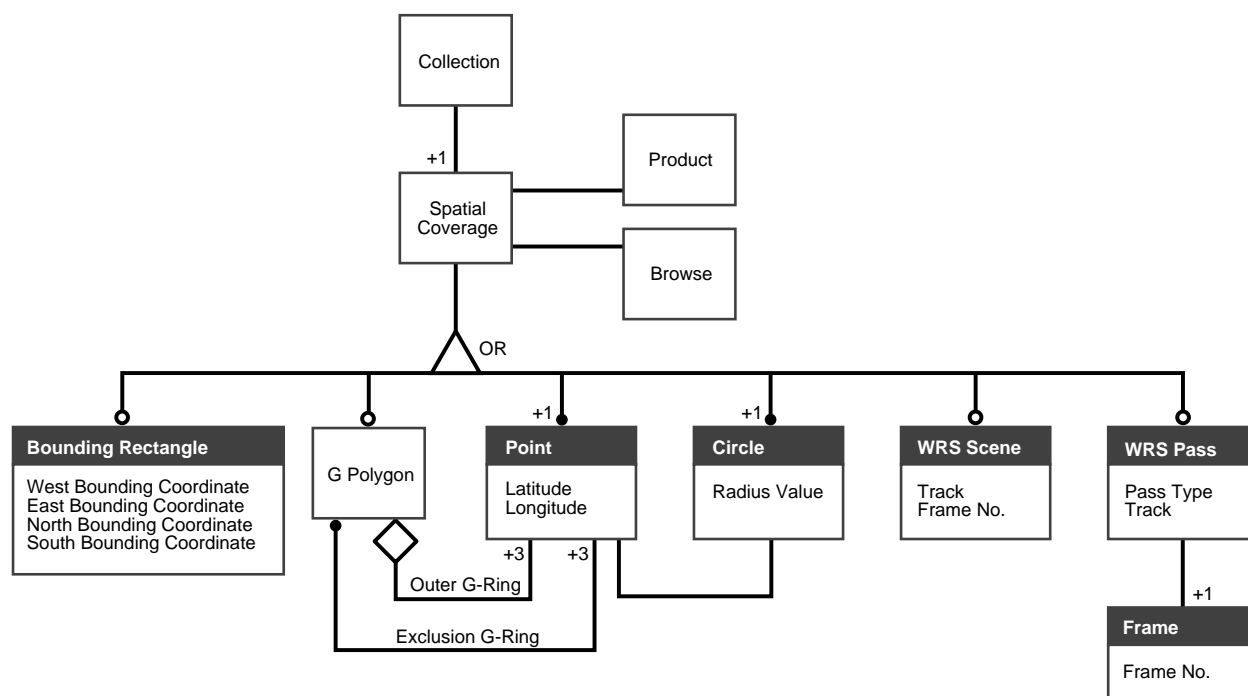 Collection
+1
Product
Spatial
Coverage
Browse
OR
+1
+1
Bounding Rectangle
West Bounding Coordinate
East Bounding Coordinate
North Bounding Coordinate
South Bounding Coordinate
G Polygon
Point
Latitude
Longitude
Circle
Radius Value
WRS Scene
Track
Frame No.
WRS Pass
Pass Type
Track
+3
+3
Outer G-Ring
Exclusion G-Ring
+1
Frame
Frame No.